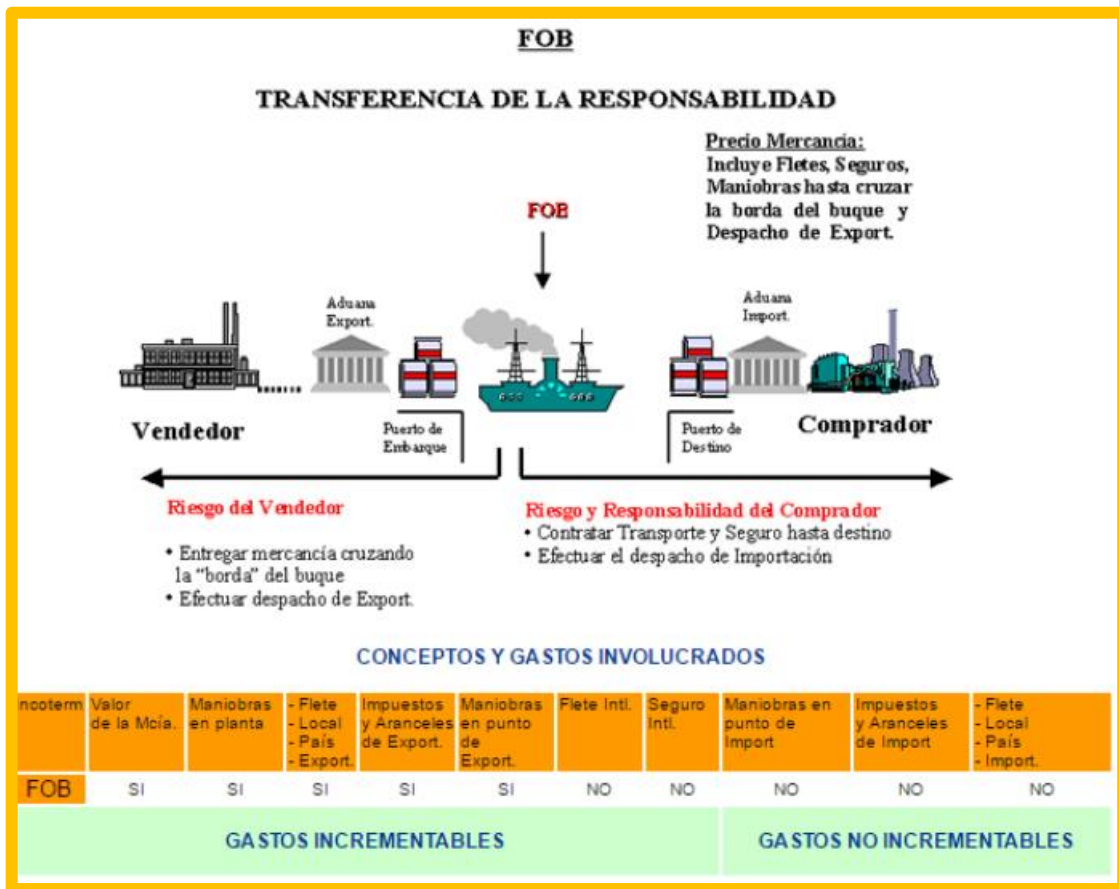 FOB
TRANSFERENCIA DE LA RESPONSABILIDAD
Precio Mercancía:
Incluye Fletes, Seguros,
Maniobras hasta cruzar
la borda del buque y
Despacho de Export.
FOB
Aduana
Export.
Aduana
Import.
Vendedor
Puerto de
Embarque
Puerto de
Destino
Comprador
Riesgo del Vendedor
• Entregar mercancía cruzando
la "borda" del buque
• Efectuar despacho de Export.
Riesgo y Responsabilidad del Comprador
• Contratar Transporte y Seguro hasta destino
• Efectuar el despacho de Importación
CONCEPTOS Y GASTOS INVOLUCRADOS
ncoterm
Valor
de la Mcía.
Maniobras
en planta
- Flete
- Local
- País
- Export.
Impuestos
y Aranceles
de Export.
Maniobras
en punto
de
Export.
Flete Intl.
Seguro
Intl.
Maniobras en
punto de
Import
Impuestos
y Aranceles
de Import
- Flete
- Local
- País
- Import.
FOB SI SI SI SI SI NO NO NO NO NO
GASTOS INCREMENTABLES
GASTOS NO INCREMENTABLES